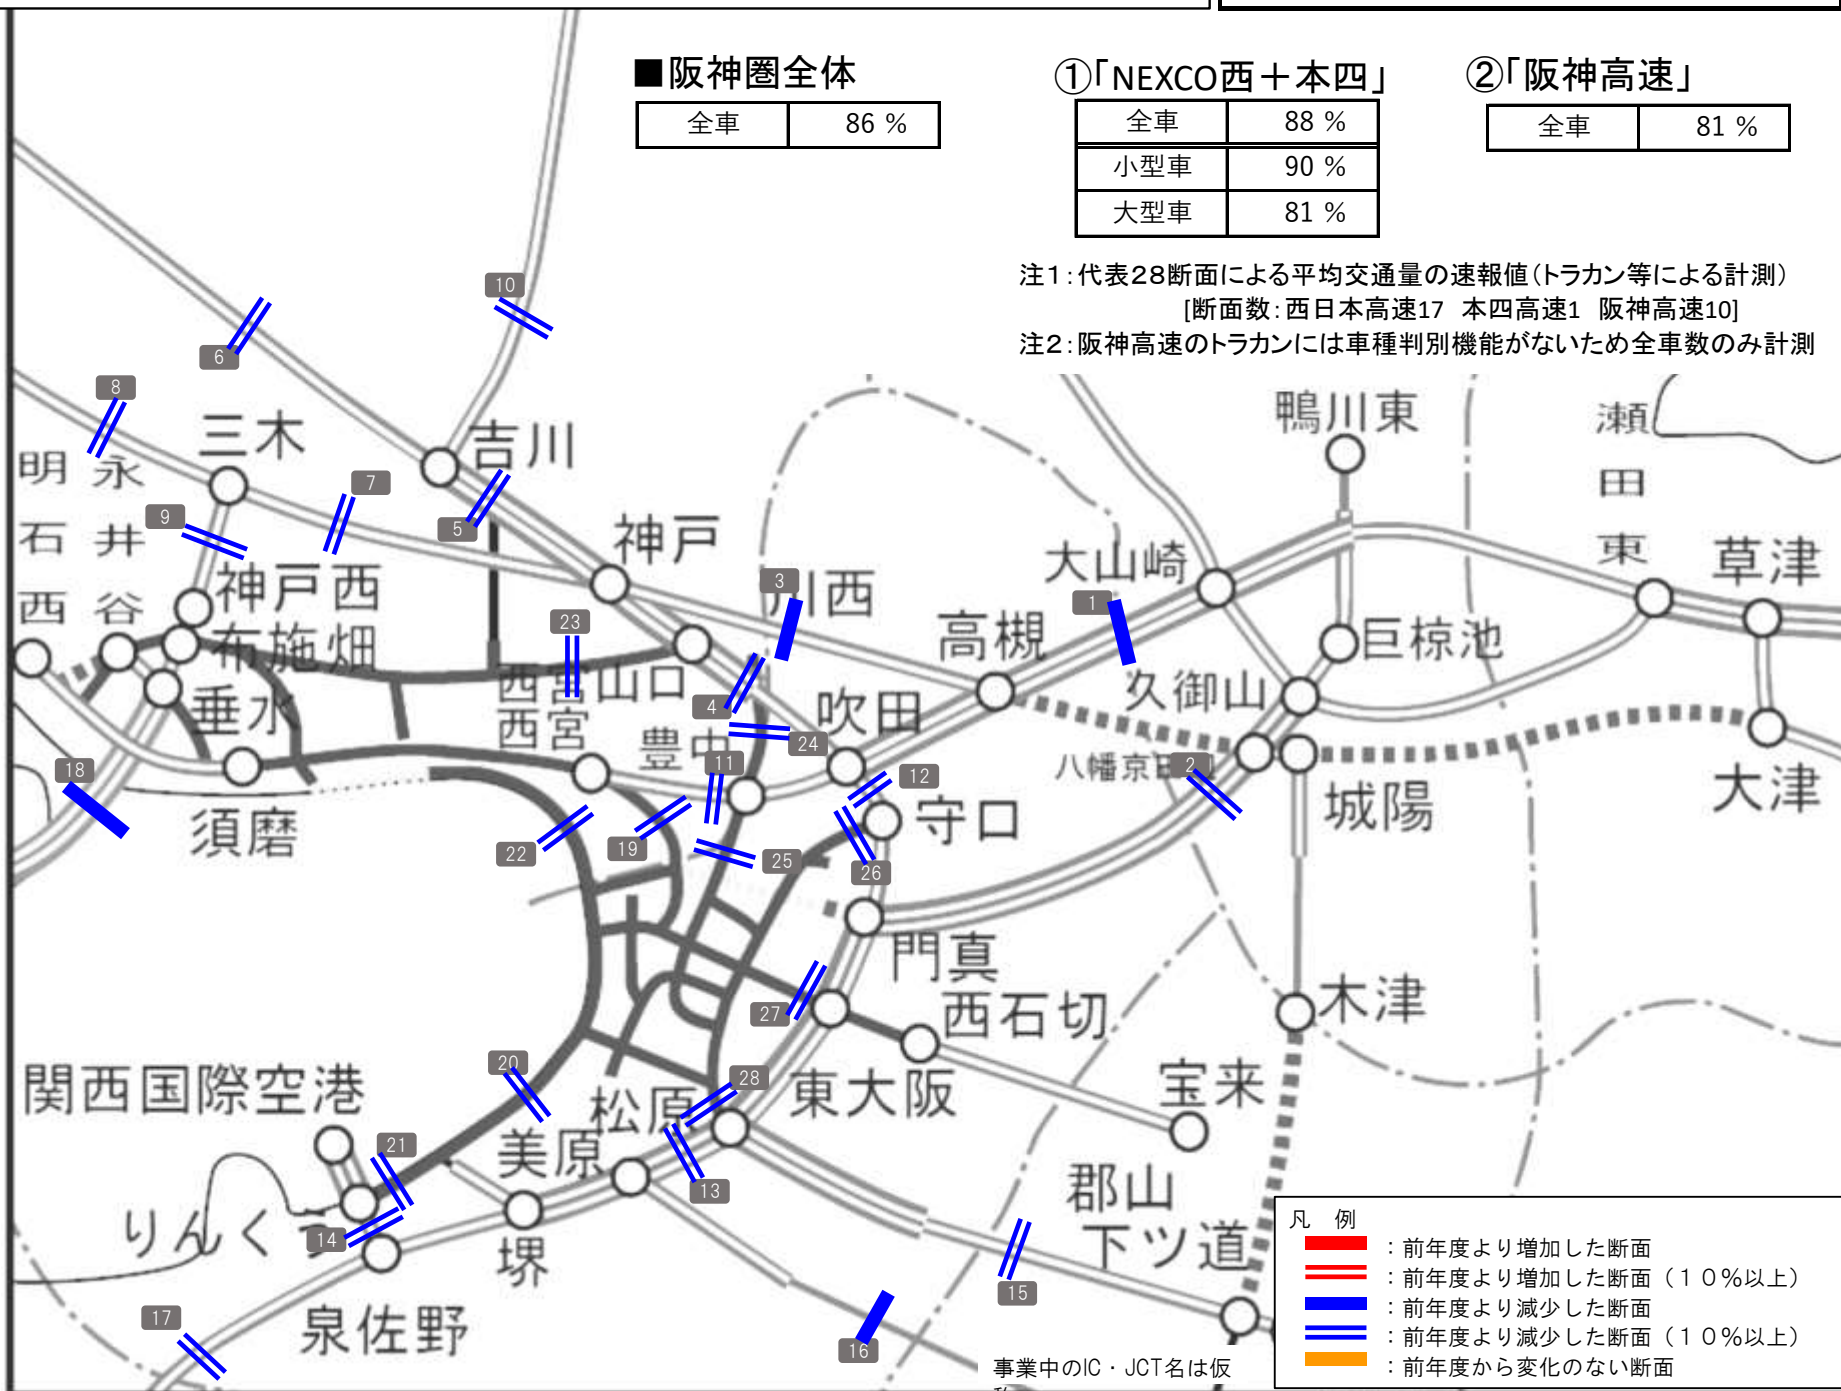 ■阪神圏全体
全車 86 %
①「NEXCO西＋本四」
全車 88 %
小型車 90 %
大型車 81 %
②「阪神高速」
全車 81 %
注1：代表28断面による平均交通量の速報値（トラカン等による計測）
[断面数：西日本高速17 本四高速1 阪神高速10]
注2：阪神高速のトラカンには車種判別機能がないため全車数のみ計測
10
6
8
三木
吉川
鴨川東
瀬田東
明石西
永井谷
7
9
5
神戸
大山崎
草津
神戸西
3
川西
1
高槻
布施畑
23
巨椋池
西宮山口
久御山
垂水
西宮
4
吹田
豊中
24
18
11
12
八幡京田辺
2
大津
須磨
守口
城陽
22
19
25
26
門真
27
西石切
木津
20
28
関西国際空港
松原
東大阪
宝来
21
美原
13
郡山下ツ道
りんくう
14
堺
15
17
泉佐野
16
事業中のIC・JCT名は仮
凡 例
：前年度より増加した断面
：前年度より増加した断面（１０％以上）
：前年度より減少した断面
：前年度より減少した断面（１０％以上）
：前年度から変化のない断面